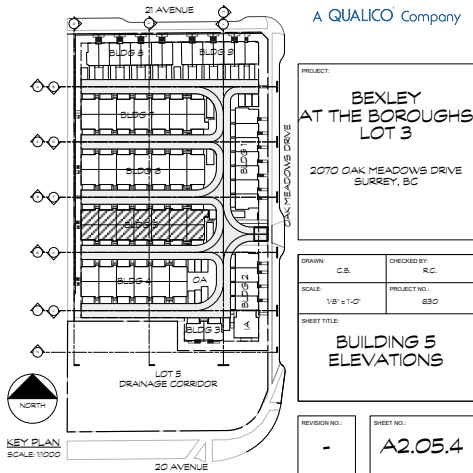 21 AVENUE
BLDG 8
BLDG 9
BLDG 7
BLDG 1
BLDG 6
OAK MEADOWS DRIVE
BLDG 5
BLDG 4
OA
BLDG 2
BLDG 3
IA
LOT 5
DRAINAGE CORRIDOR
NORTH
KEY PLAN
SCALE: 1:1000
20 AVENUE
A QUALICO® Company
PROJECT:
BEXLEY
AT THE BOROUGHS
LOT 3
2070 OAK MEADOWS DRIVE
SURREY, BC
DRAWN:
C.B.
CHECKED BY:
R.C.
SCALE:
1/8" = 1'-0"
PROJECT NO.:
630
SHEET TITLE:
BUILDING 5
ELEVATIONS
REVISION NO.:
-
SHEET NO.:
A2.05.4